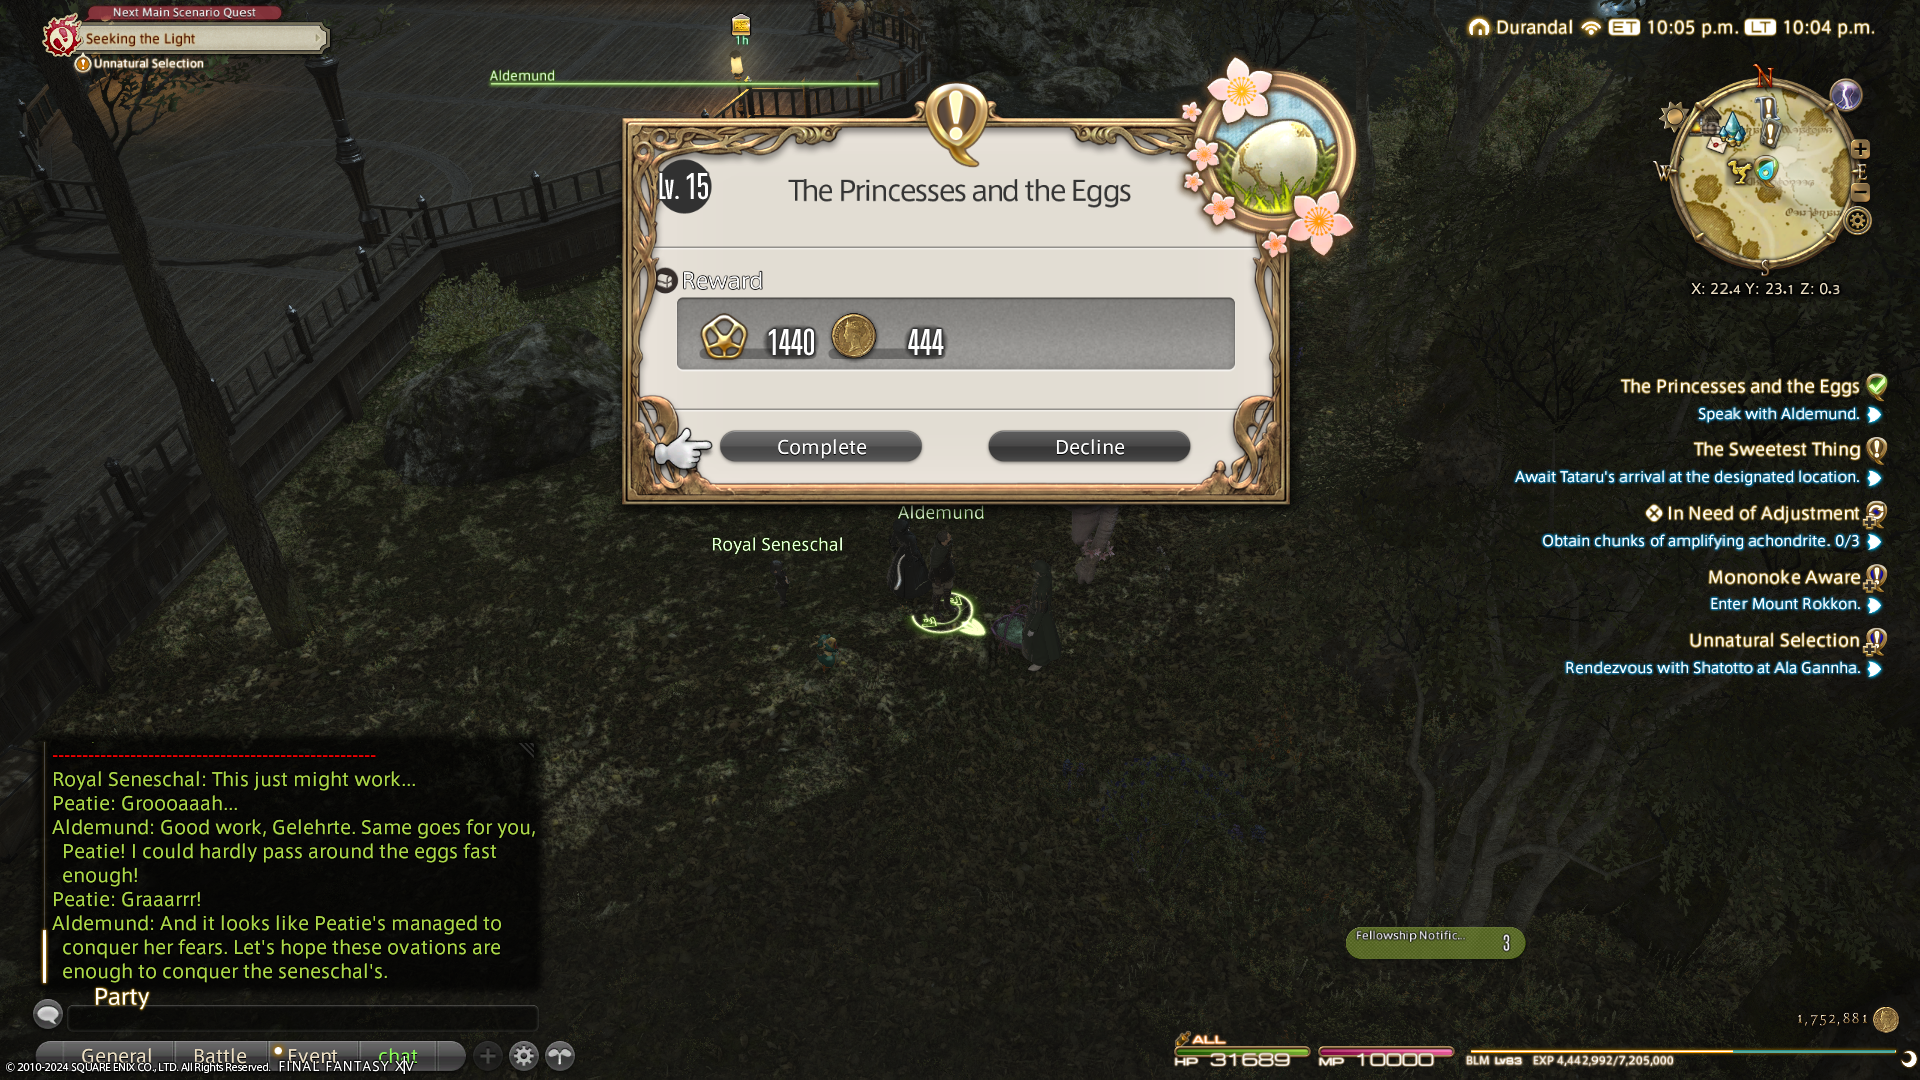 Next Main Scenario Quest
Seeking the Light
Unnatural Selection
1h
Aldemund
Durandal ET 10:05 p.m. LT 10:04 p.m.
Lv. 15
The Princesses and the Eggs
Reward
1440 444
Complete Decline
N
W E
S
X: 22.4 Y: 23.1 Z: 0.3
The Princesses and the Eggs
Speak with Aldemund.
The Sweetest Thing
Await Tataru's arrival at the designated location.
In Need of Adjustment
Obtain chunks of amplifying achondrite. 0/3
Mononoke Aware
Enter Mount Rokkon.
Unnatural Selection
Rendezvous with Shatotto at Ala Gannha.
Aldemund
Royal Seneschal
Royal Seneschal: This just might work...
Peatie: Groooaaah...
Aldemund: Good work, Gelehrte. Same goes for you,
Peatie! I could hardly pass around the eggs fast
enough!
Peatie: Graaarrr!
Aldemund: And it looks like Peatie's managed to
conquer her fears. Let's hope these ovations are
enough to conquer the seneschal's.
Party
General Battle Event chat
Fellowship Notific... 3
1,752,881
ALL
HP 31689 MP 10000 BLM Lv83 EXP 4,442,992/7,205,000
© 2010-2024 SQUARE ENIX CO., LTD. All Rights Reserved. FINAL FANTASY XIV